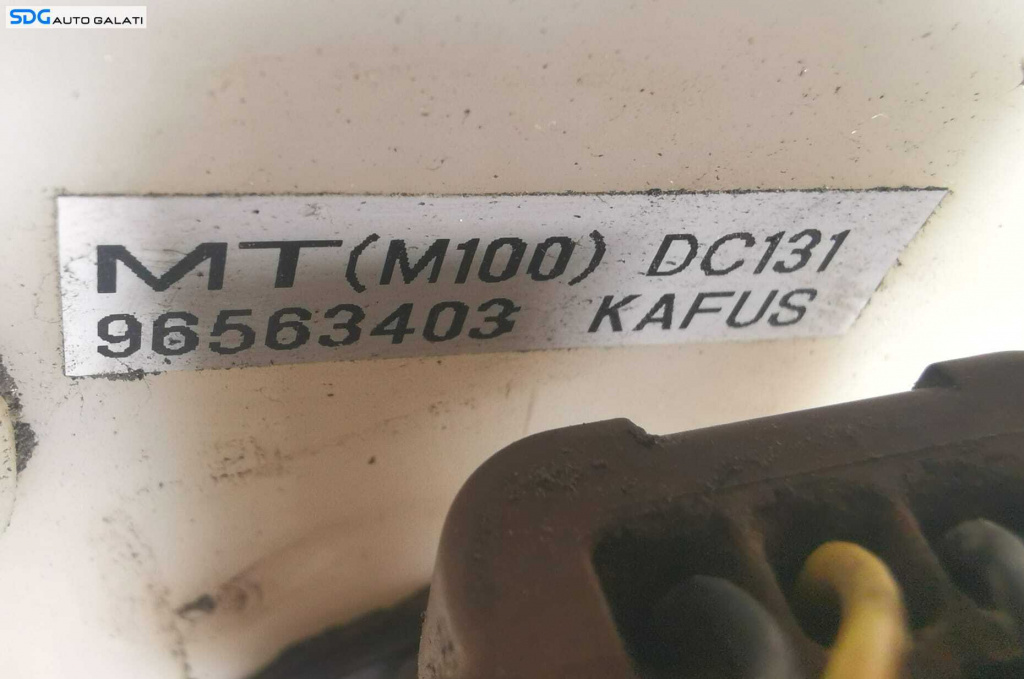 SDG AUTO GALATI
MT (M100) DC131
96563403 KAFUS